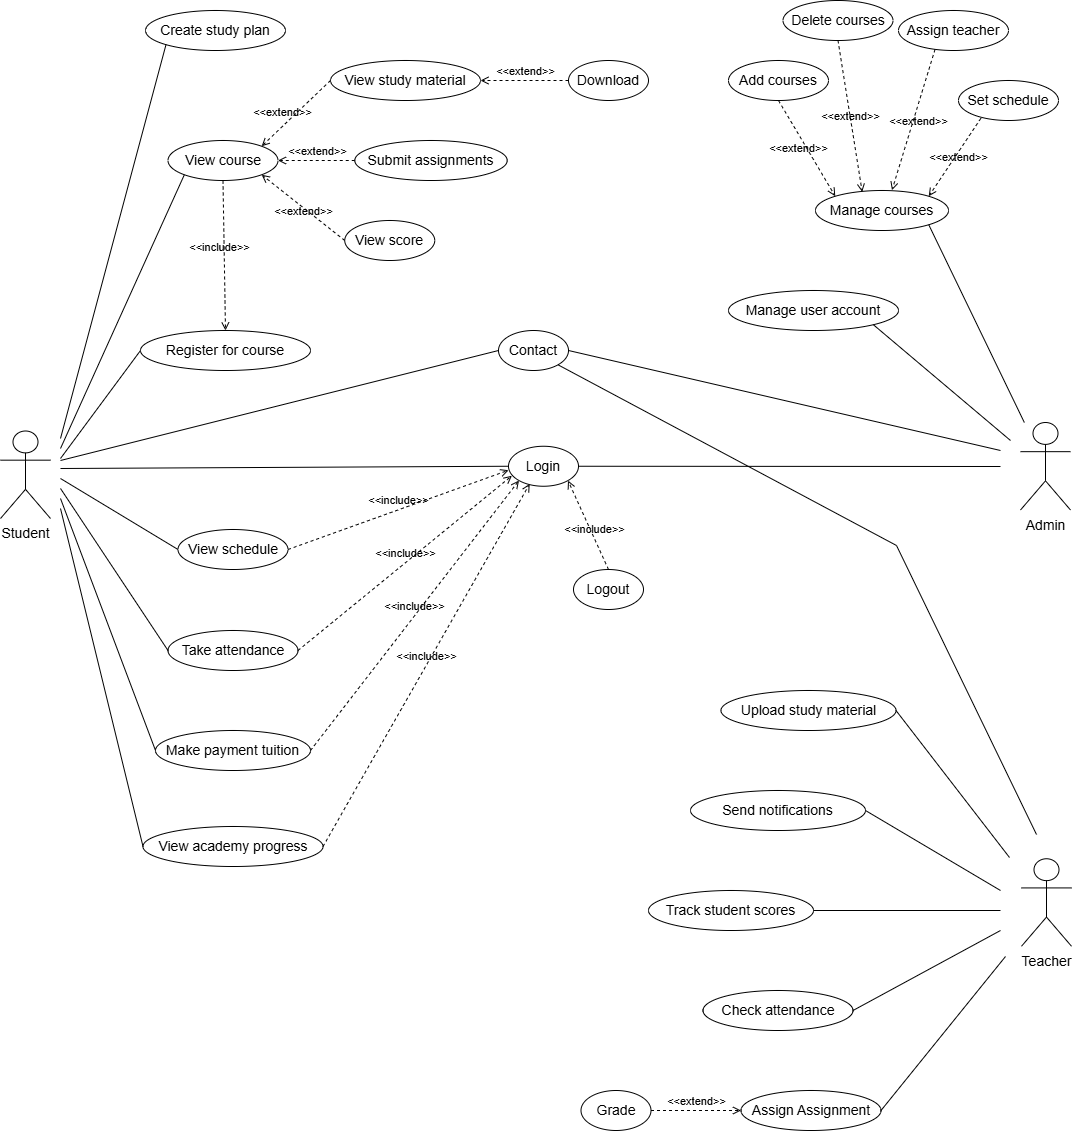 Create study plan
Delete courses
Assign teacher
View study material
<<extend>>
Download
Add courses
Set schedule
<<extend>>
<<extend>>
<<extend>>
<<extend>>
<<extend>>
View course
<<extend>>
Submit assignments
<<extend>>
View score
Manage courses
<<include>>
Manage user account
Register for course
Contact
Login
Student
Admin
<<include>>
<<include>>
View schedule
<<include>>
Logout
<<include>>
Take attendance
<<include>>
Upload study material
Make payment tuition
Send notifications
View academy progress
Track student scores
Teacher
Check attendance
Grade
<<extend>>
Assign Assignment